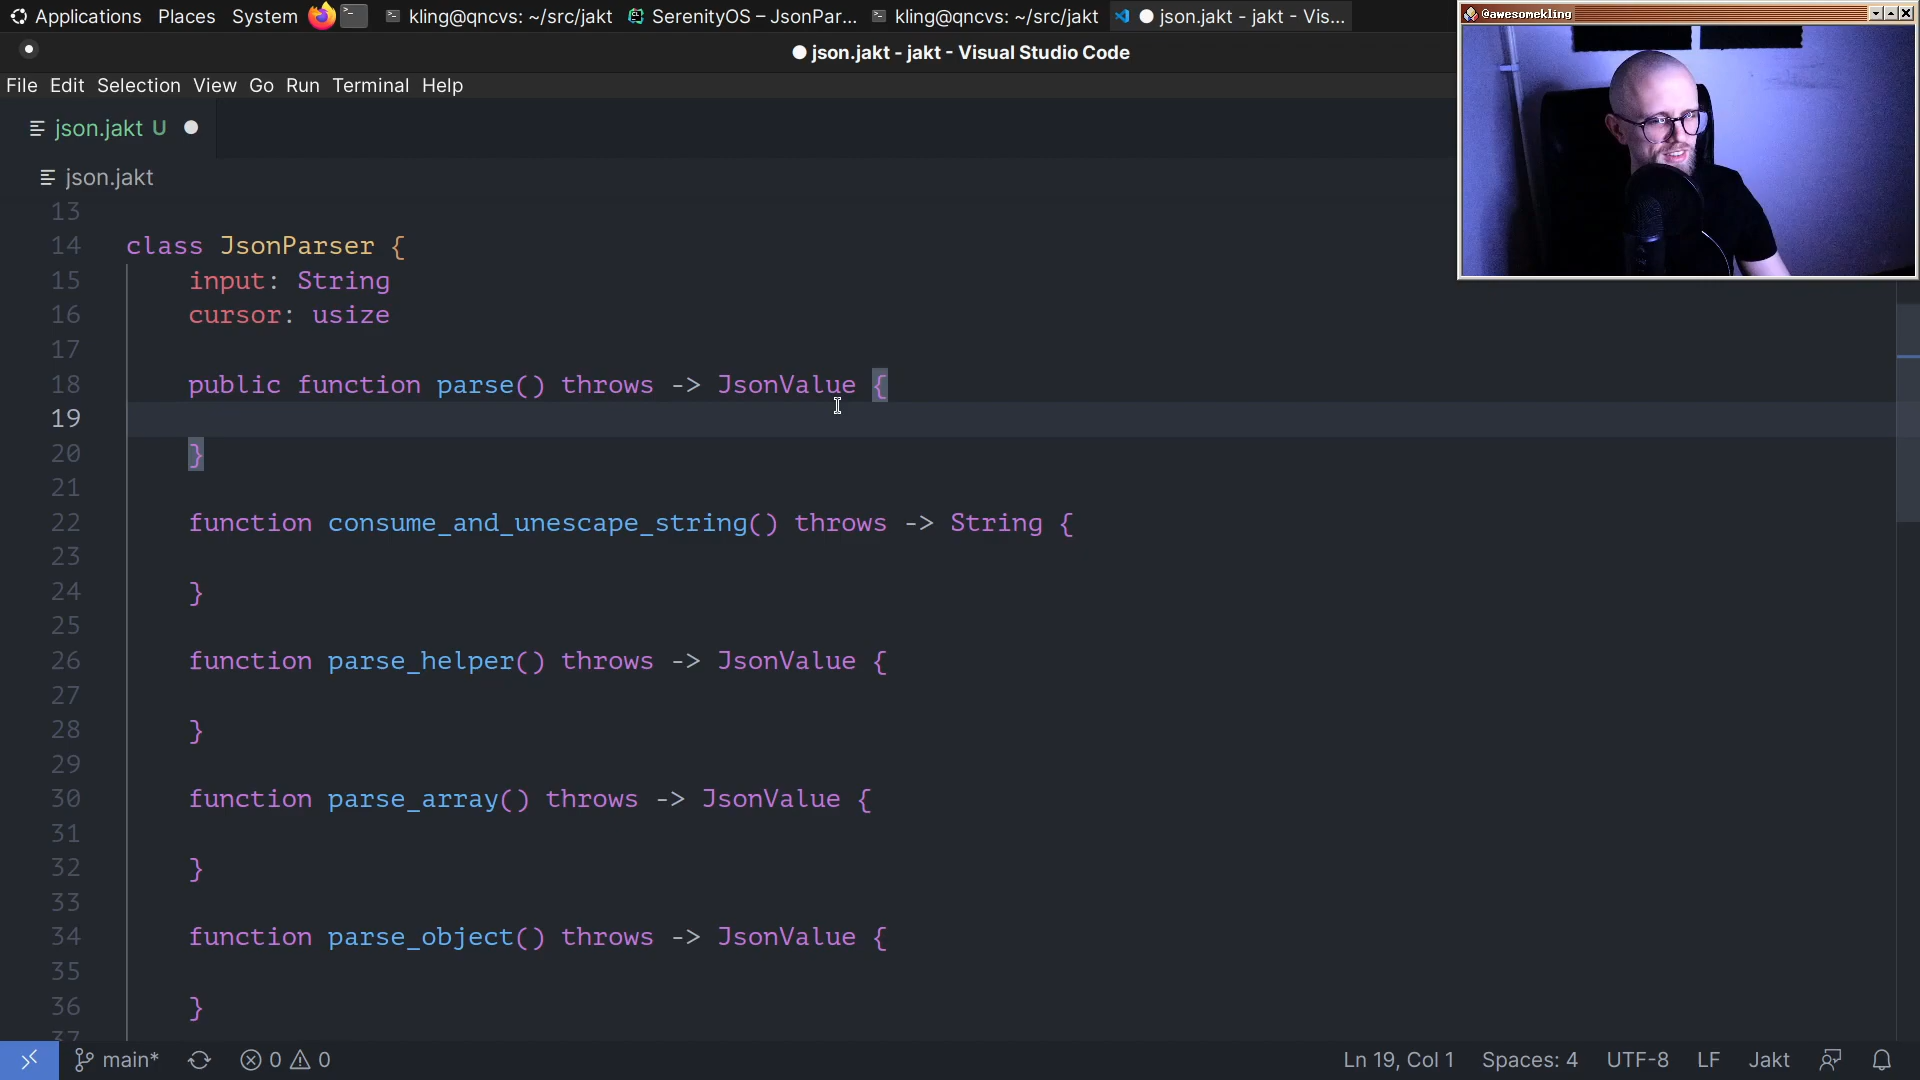 Applications Places System kling@qncvs: ~/src/jakt SerenityOS – JsonPar... kling@qncvs: ~/src/jakt ● json.jakt - jakt - Vis...
@awesomekling
● json.jakt - jakt - Visual Studio Code
File Edit Selection View Go Run Terminal Help
json.jakt U ●
json.jakt
13
14 class JsonParser {
15     input: String
16     cursor: usize
17
18     public function parse() throws -> JsonValue {
19
20     }
21
22     function consume_and_unescape_string() throws -> String {
23
24     }
25
26     function parse_helper() throws -> JsonValue {
27
28     }
29
30     function parse_array() throws -> JsonValue {
31
32     }
33
34     function parse_object() throws -> JsonValue {
35
36     }
37
main* 0 0 Ln 19, Col 1 Spaces: 4 UTF-8 LF Jakt